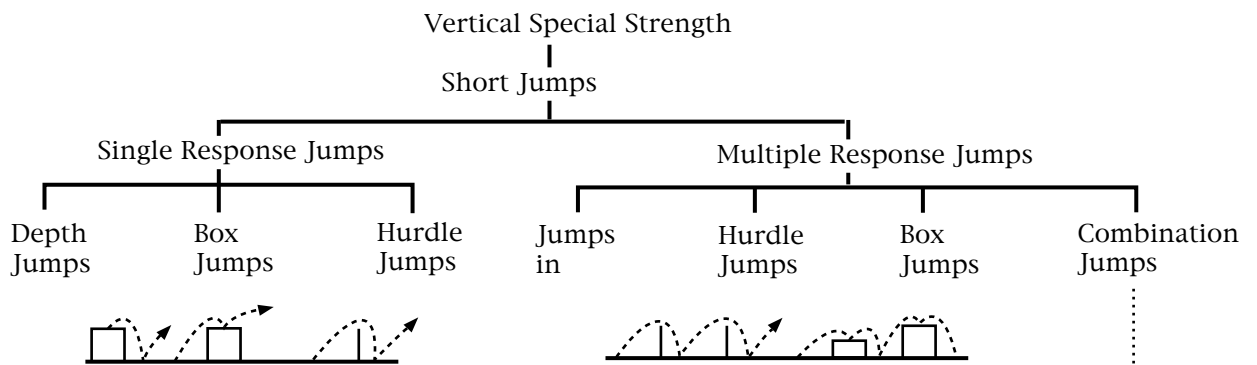 Vertical Special Strength
Short Jumps
Single Response Jumps
Multiple Response Jumps
Depth
Jumps
Box
Jumps
Hurdle
Jumps
Jumps
in
Hurdle
Jumps
Box
Jumps
Combination
Jumps